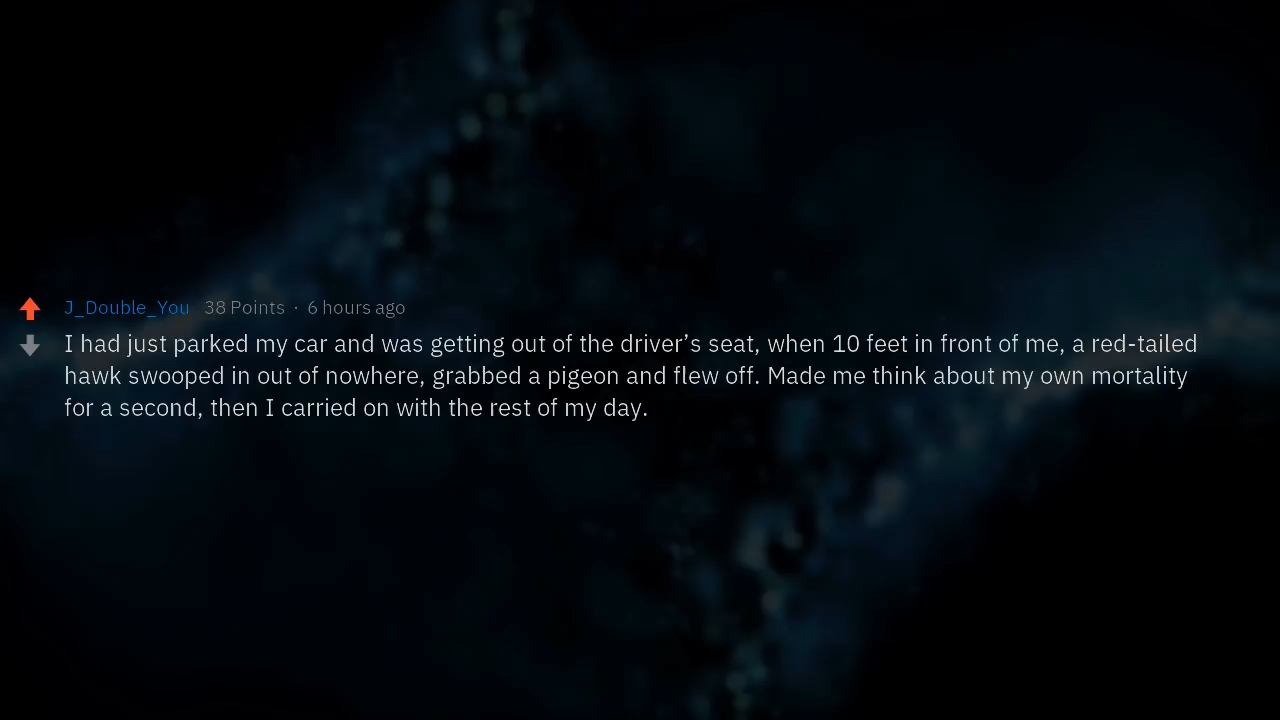 J_Double_You 38 Points · 6 hours ago
I had just parked my car and was getting out of the driver’s seat, when 10 feet in front of me, a red-tailed
hawk swooped in out of nowhere, grabbed a pigeon and flew off. Made me think about my own mortality
for a second, then I carried on with the rest of my day.